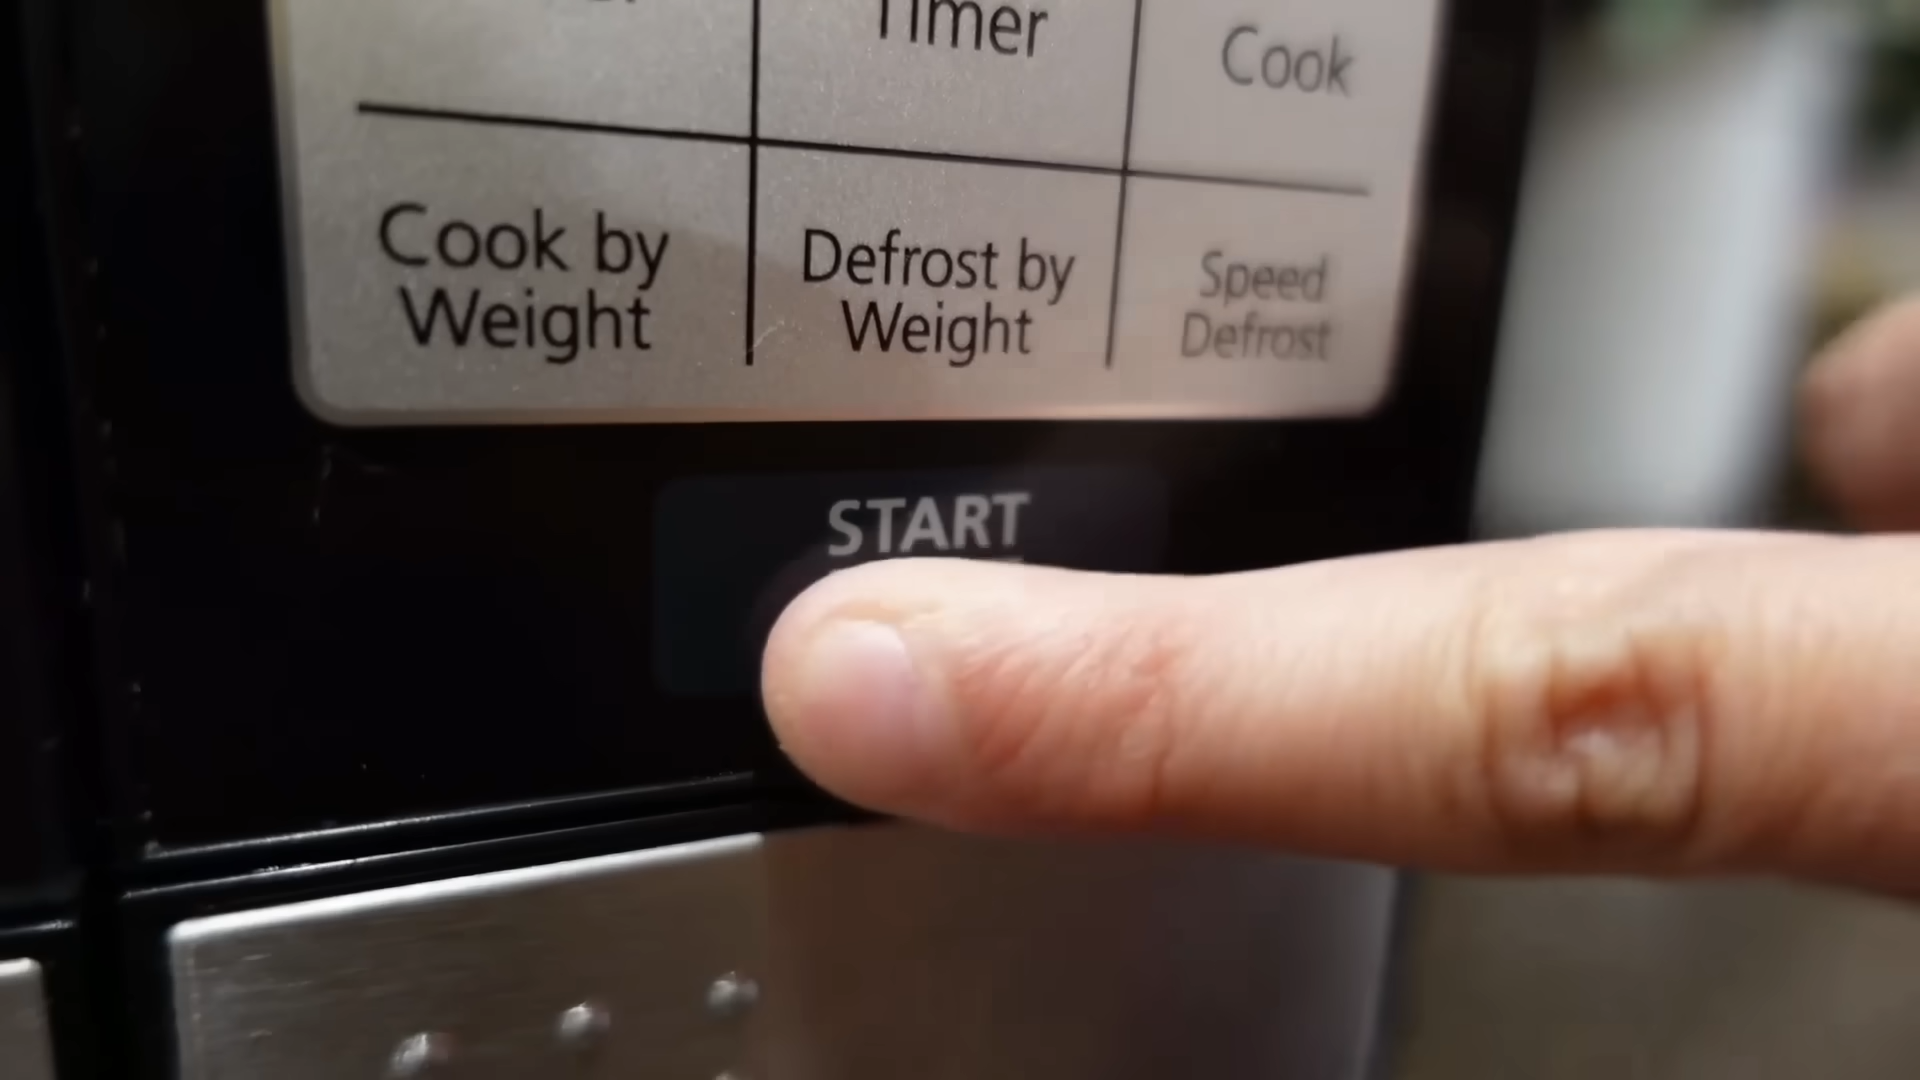 Timer
Cook
Cook by
Weight
Defrost by
Weight
Speed
Defrost
START